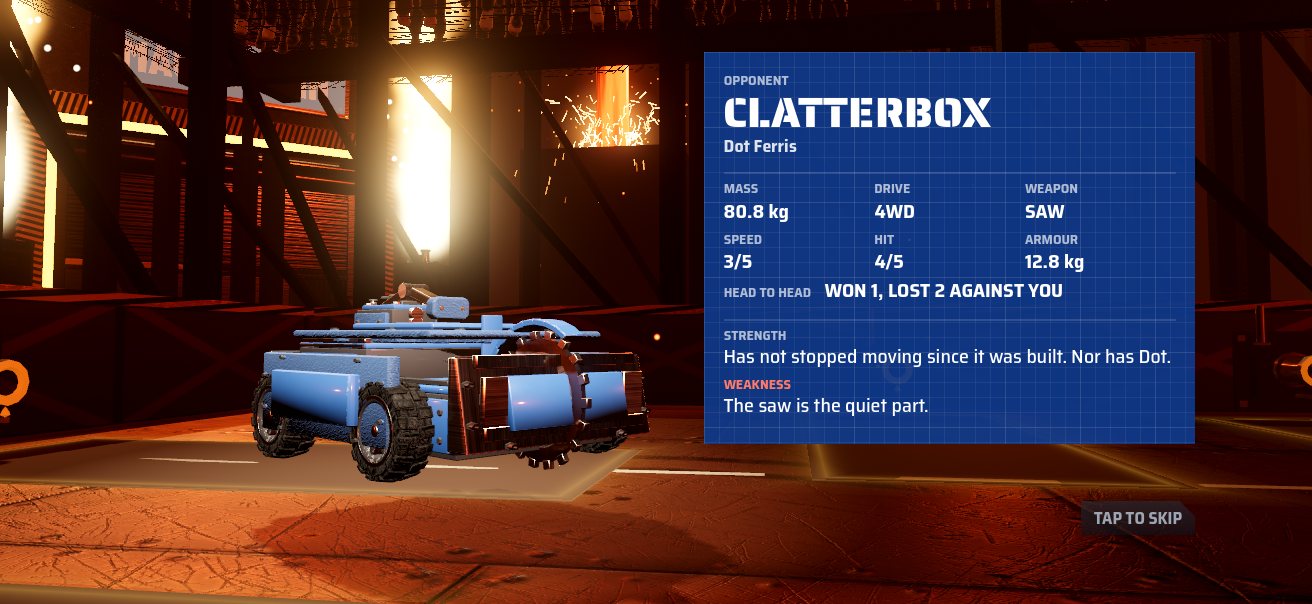 OPPONENT
CLATTERBOX
Dot Ferris
MASS DRIVE WEAPON
80.8 kg 4WD SAW
SPEED HIT ARMOUR
3/5 4/5 12.8 kg
HEAD TO HEAD WON 1, LOST 2 AGAINST YOU
STRENGTH
Has not stopped moving since it was built. Nor has Dot.
WEAKNESS
The saw is the quiet part.
TAP TO SKIP